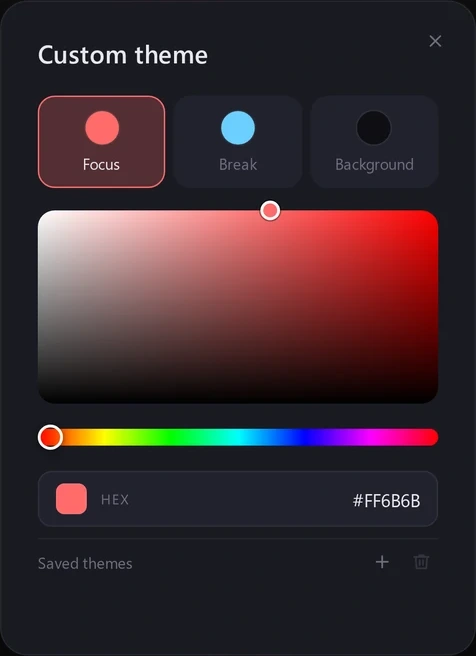 Custom theme
Focus
Break
Background
HEX
#FF6B6B
Saved themes